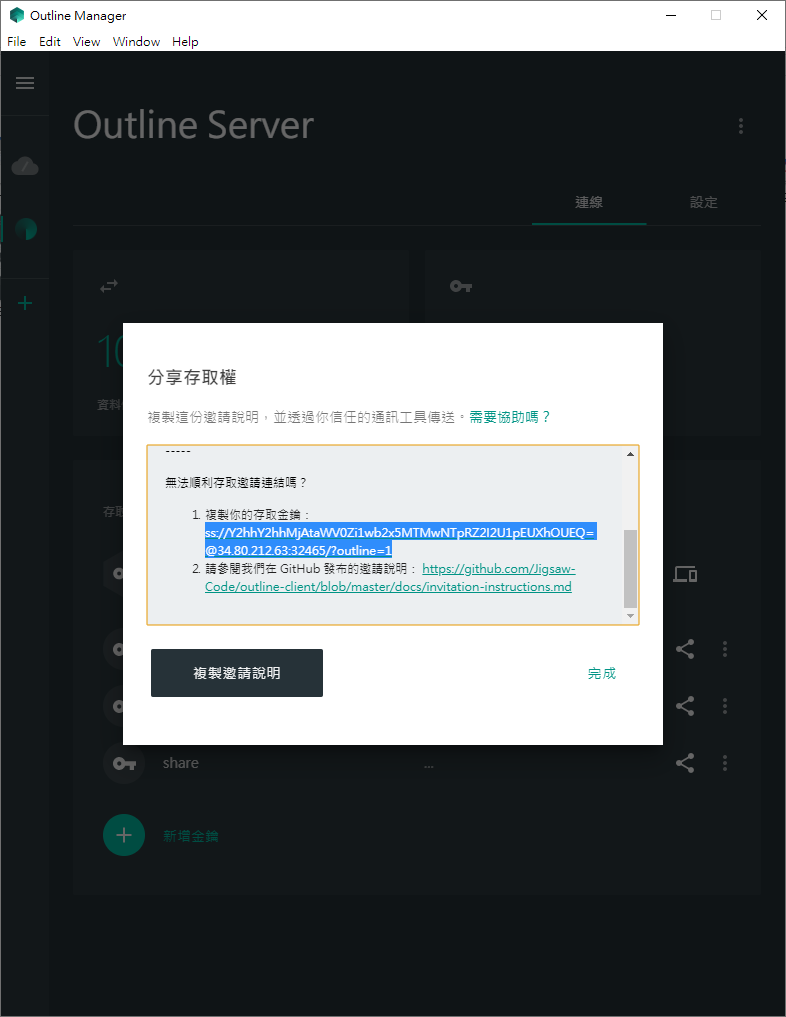 Outline Manager
File Edit View Window Help
Outline Server
連線 設定
分享存取權
複製這份邀請說明，並透過你信任的通訊工具傳送。需要協助嗎？
-----
無法順利存取邀請連結嗎？
1. 複製你的存取金鑰：
ss://Y2hhY2hhMjAtaWV0Zi1wb2x5MTMwNTpRZ2I2U1pEUXhOUEQ=
@34.80.212.63:32465/?outline=1
2. 請參閱我們在 GitHub 發布的邀請說明： https://github.com/Jigsaw-
Code/outline-client/blob/master/docs/invitation-instructions.md
複製邀請說明 完成
share ...
新增金鑰